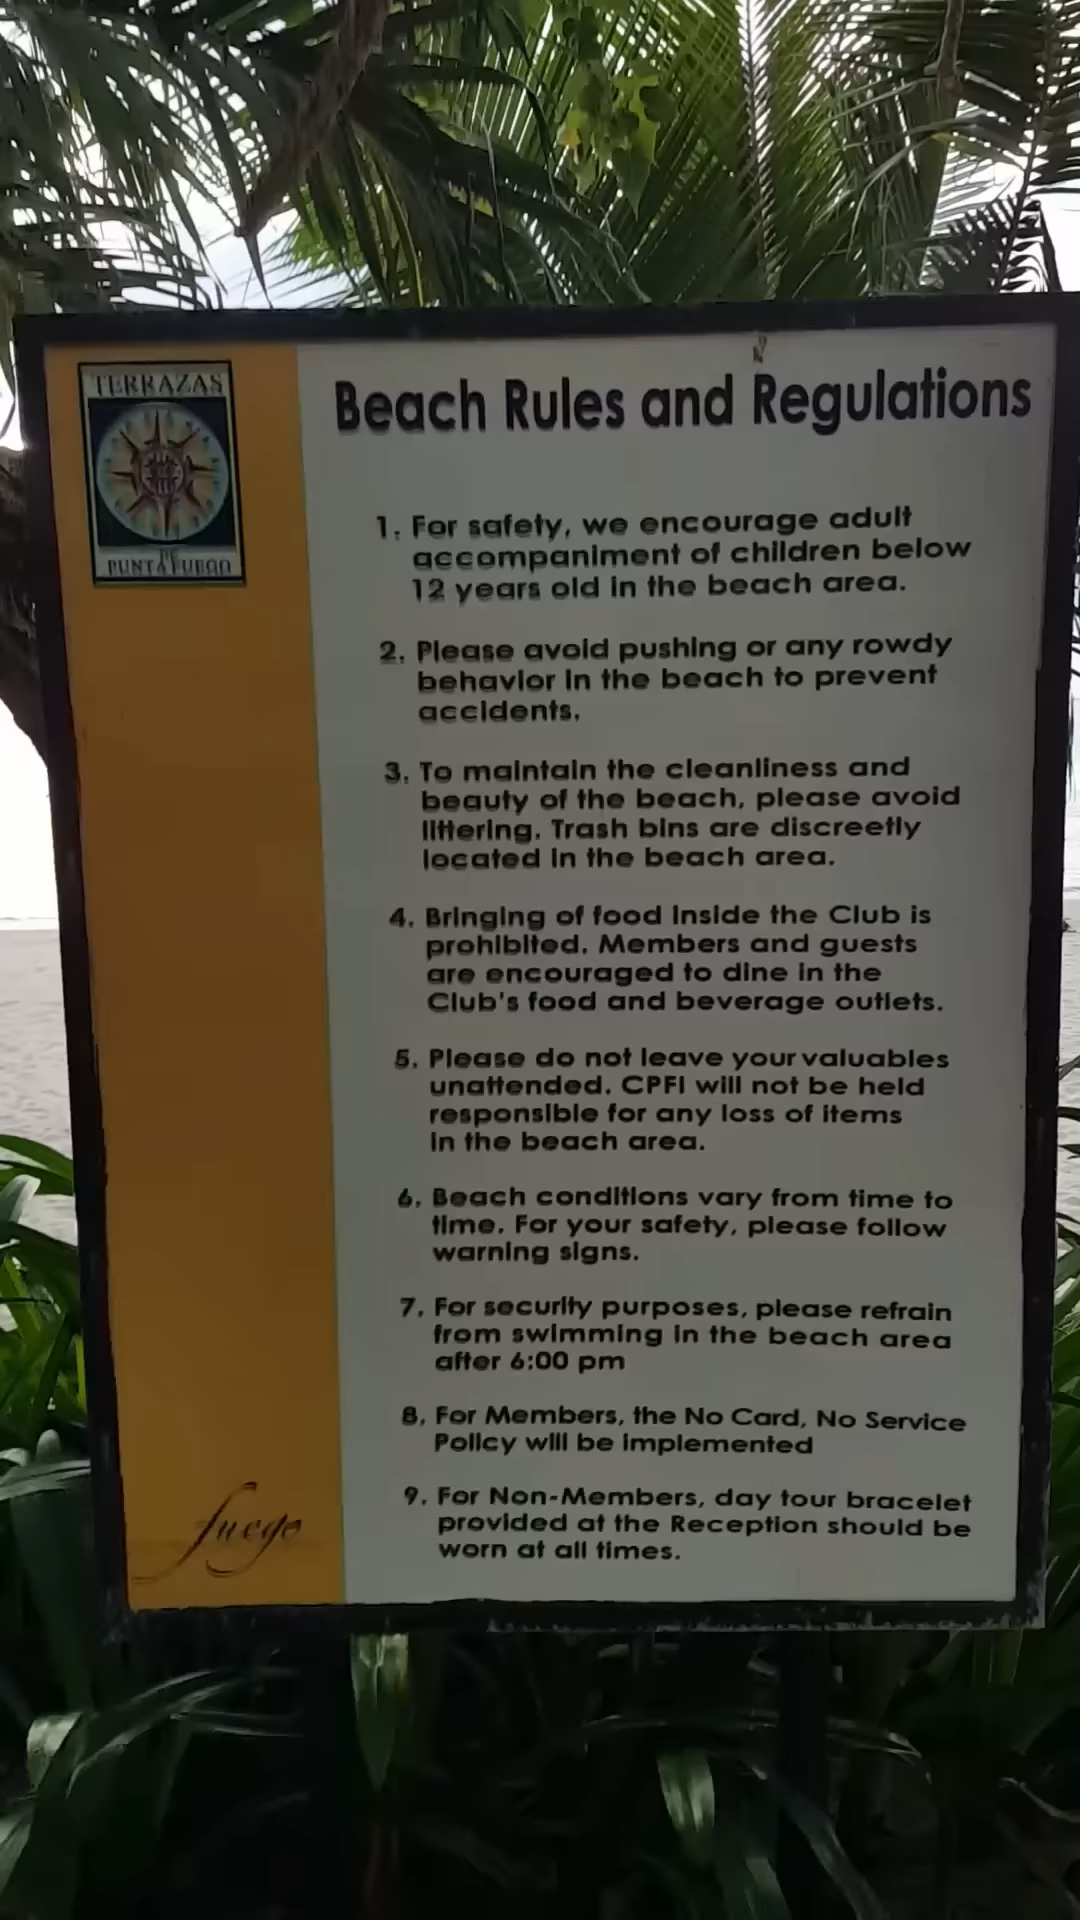 TERRAZAS
DE
PUNTA FUEGO
Beach Rules and Regulations
1. For safety, we encourage adult
accompaniment of children below
12 years old in the beach area.
2. Please avoid pushing or any rowdy
behavior in the beach to prevent
accidents.
3. To maintain the cleanliness and
beauty of the beach, please avoid
littering. Trash bins are discreetly
located in the beach area.
4. Bringing of food inside the Club is
prohibited. Members and guests
are encouraged to dine in the
Club's food and beverage outlets.
5. Please do not leave your valuables
unattended. CPFI will not be held
responsible for any loss of items
in the beach area.
6. Beach conditions vary from time to
time. For your safety, please follow
warning signs.
7. For security purposes, please refrain
from swimming in the beach area
after 6:00 pm
8. For Members, the No Card, No Service
Policy will be implemented
9. For Non-Members, day tour bracelet
provided at the Reception should be
worn at all times.
fuego